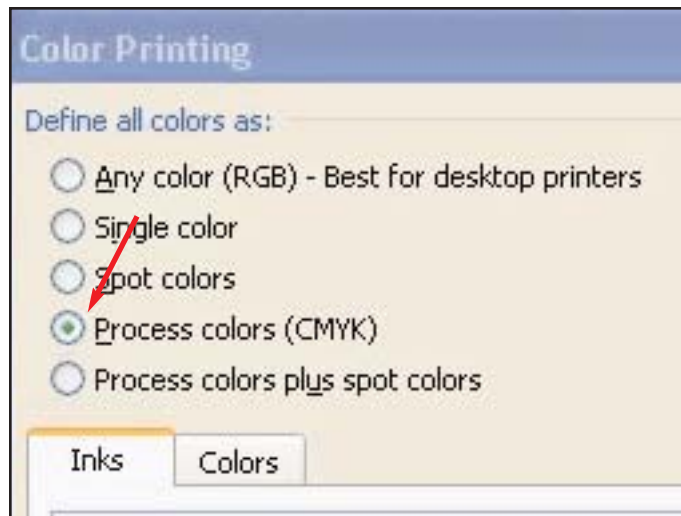 Color Printing
Define all colors as:
Any color (RGB) - Best for desktop printers
Single color
Spot colors
Process colors (CMYK)
Process colors plus spot colors
Inks Colors